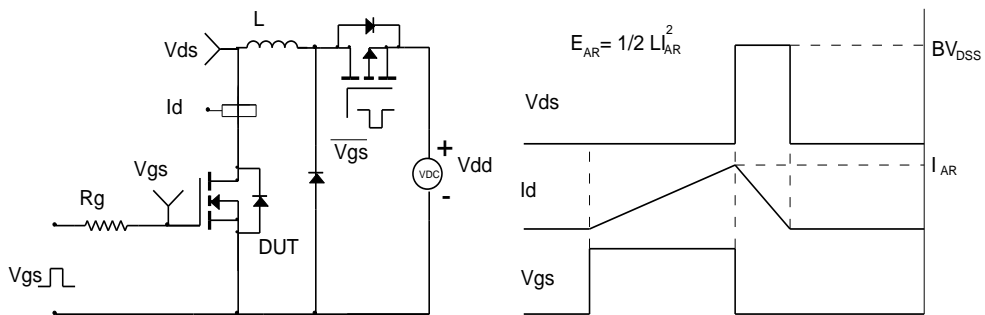 L
Vds
Id
Vgs
Rg
DUT
Vgs
Vgs
+
VDC
-
Vdd
E_AR = 1/2 LI_AR^2
BV_DSS
Vds
I_AR
Id
Vgs